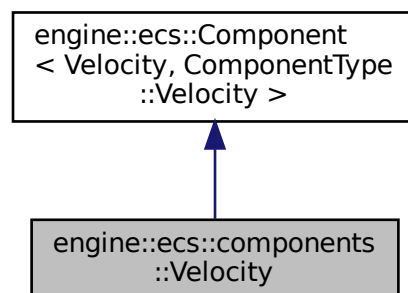 engine::ecs::Component
< Velocity, ComponentType
::Velocity >
engine::ecs::components
::Velocity